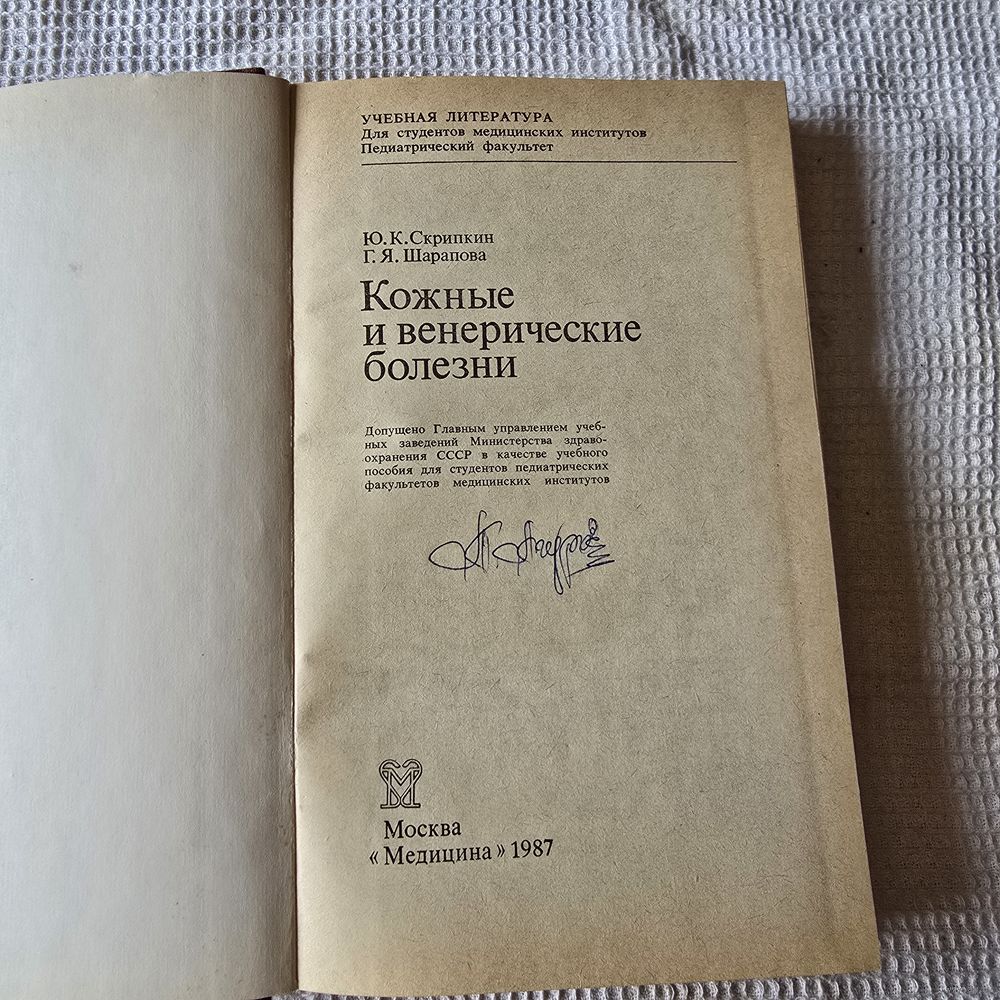 УЧЕБНАЯ ЛИТЕРАТУРА
Для студентов медицинских институтов
Педиатрический факультет
Ю. К. Скрипкин
Г. Я. Шарапова
Кожные
и венерические
болезни
Допущено Главным управлением учеб-
ных заведений Министерства здраво-
охранения СССР в качестве учебного
пособия для студентов педиатрических
факультетов медицинских институтов
Москва
«Медицина» 1987